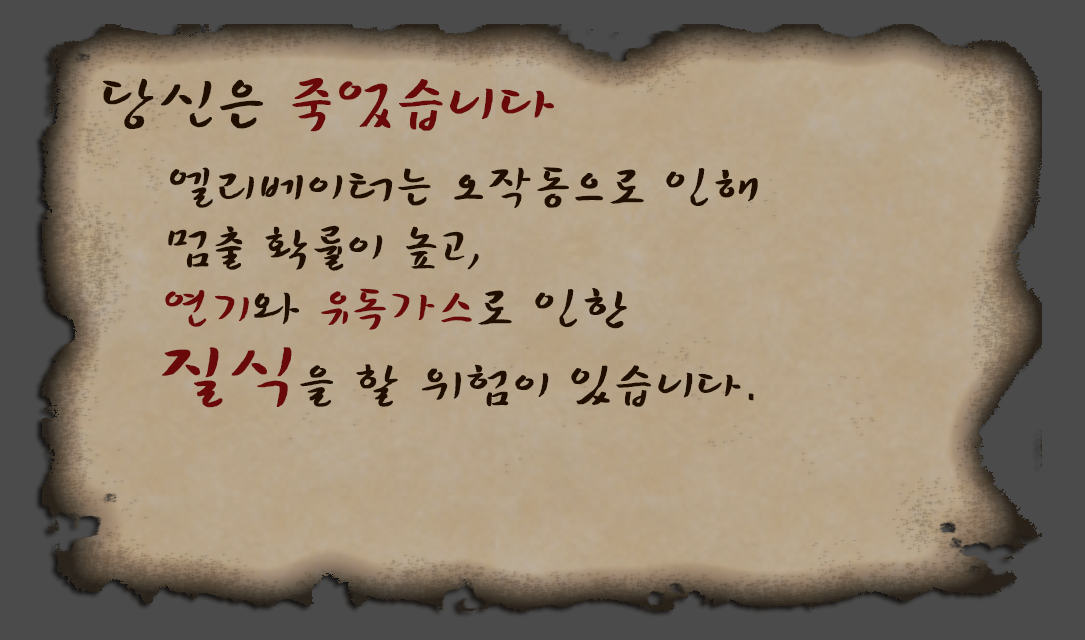 당신은 죽었습니다
엘리베이터는 오작동으로 인해
멈출 확률이 높고,
연기와 유독가스로 인한
질식을 할 위험이 있습니다.